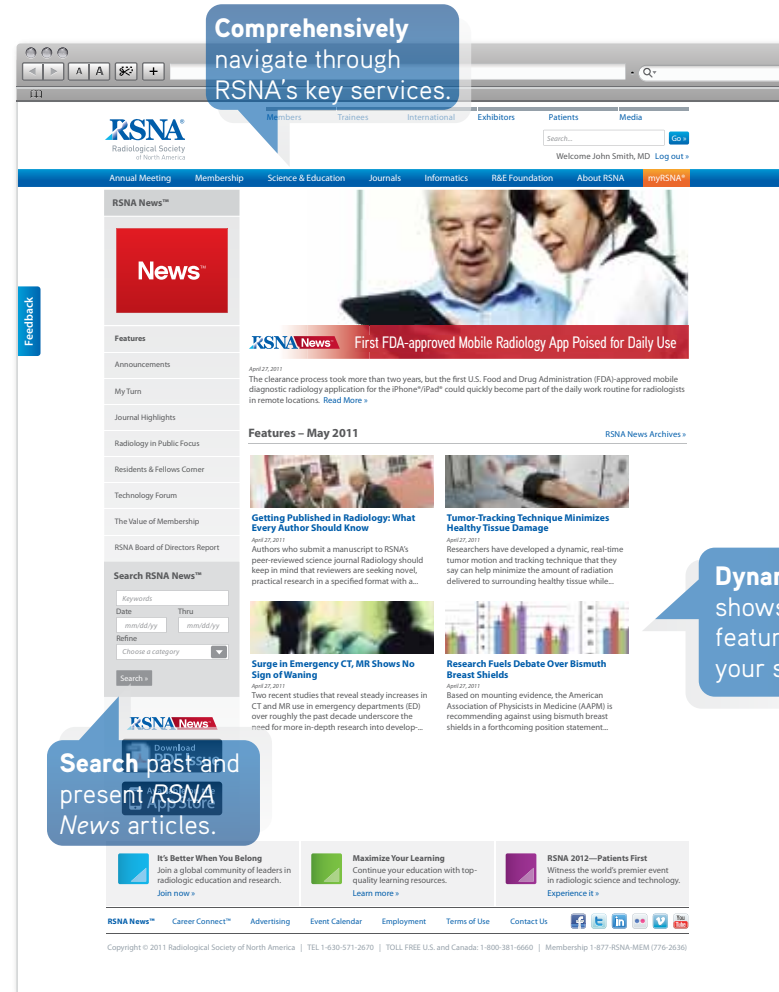 Comprehensively
navigate through
RSNA's key services.
A A +
Members Trainees International Exhibitors Patients Media
RSNA®
Radiological Society
of North America
Search... Go »
Welcome John Smith, MD Log out »
Annual Meeting Membership Science & Education Journals Informatics R&E Foundation About RSNA myRSNA®
RSNA News™
News™
Feedback
Features
Announcements
My Turn
Journal Highlights
Radiology in Public Focus
Residents & Fellows Corner
Technology Forum
The Value of Membership
RSNA Board of Directors Report
Search RSNA News™
Keywords
Date Thru
mm/dd/yy mm/dd/yy
Refine
Choose a category
Search »
RSNA News™ First FDA-approved Mobile Radiology App Poised for Daily Use
April 27, 2011
The clearance process took more than two years, but the first U.S. Food and Drug Administration (FDA)-approved mobile
diagnostic radiology application for the iPhone®/iPad® could quickly become part of the daily work routine for radiologists
in remote locations. Read More »
Features – May 2011 RSNA News Archives »
Getting Published in Radiology: What
Every Author Should Know
April 27, 2011
Authors who submit a manuscript to RSNA's
peer-reviewed science journal Radiology should
keep in mind that reviewers are seeking novel,
practical research in a specified format with a...
Tumor-Tracking Technique Minimizes
Healthy Tissue Damage
April 27, 2011
Researchers have developed a dynamic, real-time
tumor motion and tracking technique that they
say can help minimize the amount of radiation
delivered to surrounding healthy tissue while...
Surge in Emergency CT, MR Shows No
Sign of Waning
April 27, 2011
Two recent studies that reveal steady increases in
CT and MR use in emergency departments (ED)
over roughly the past decade underscore the
need for more in-depth research into develop-...
Research Fuels Debate Over Bismuth
Breast Shields
April 27, 2011
Based on mounting evidence, the American
Association of Physicists in Medicine (AAPM) is
recommending against using bismuth breast
shields in a forthcoming position statement...
Dynam
shows
featur
your s
RSNA News™
Download
PDF Issue
Available on the
App Store
Search past and
present RSNA
News articles.
It's Better When You Belong
Join a global community of leaders in
radiologic education and research.
Join now »
Maximize Your Learning
Continue your education with top-
quality learning resources.
Learn more »
RSNA 2012—Patients First
Witness the world's premier event
in radiologic science and technology.
Experience it »
RSNA News™ Career Connect™ Advertising Event Calendar Employment Terms of Use Contact Us
f t in v You Tube
Copyright © 2011 Radiological Society of North America | TEL 1-630-571-2670 | TOLL FREE U.S. and Canada: 1-800-381-6660 | Membership 1-877-RSNA-MEM (776-2636)